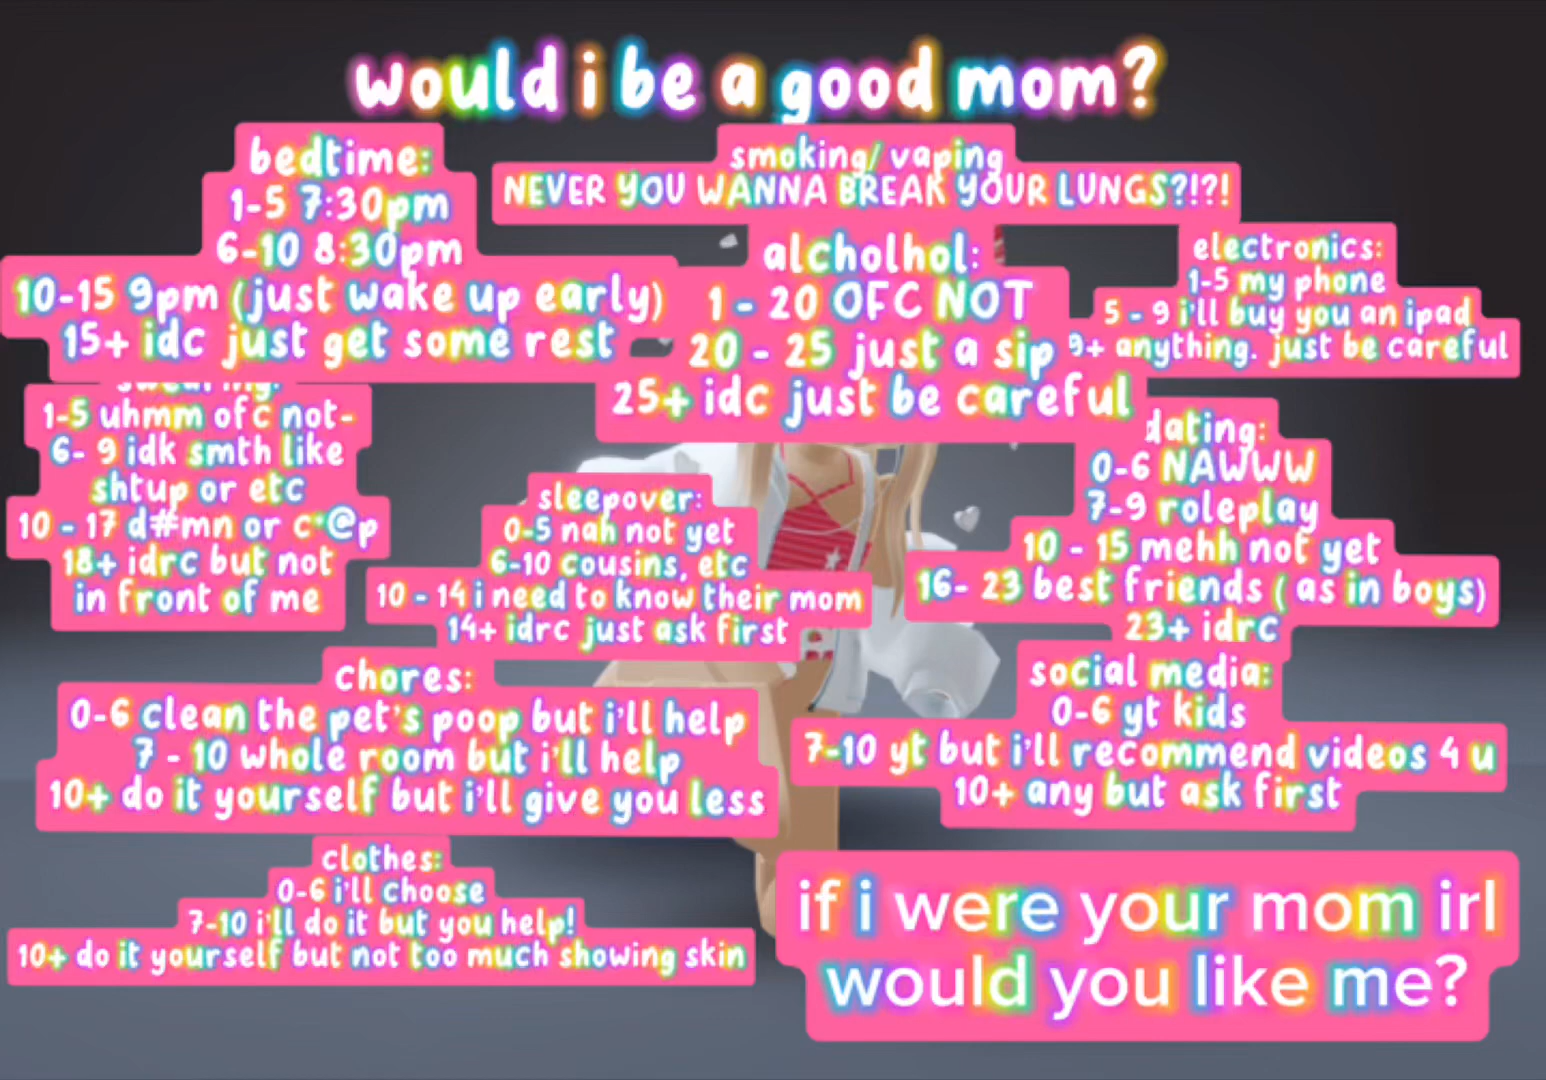 would i be a good mom?
bedtime:
1-5 7:30pm
6-10 8:30pm
10-15 9pm (just wake up early)
15+ idc just get some rest
smoking/ vaping
NEVER YOU WANNA BREAK YOUR LUNGS?!?!
alcholhol:
1 - 20 OFC NOT
20 - 25 just a sip
25+ idc just be careful
electronics:
1-5 my phone
5 - 9 i'll buy you an ipad
9+ anything. just be careful
swearing:
1-5 uhmm ofc not-
6- 9 idk smth like
shtup or etc
10 - 17 d#mn or c*@p
18+ idrc but not
in front of me
sleepover:
0-5 nah not yet
6-10 cousins, etc
10 - 14 i need to know their mom
14+ idrc just ask first
dating:
0-6 NAWWW
7-9 roleplay
10 - 15 mehh not yet
16- 23 best friends ( as in boys)
23+ idrc
chores:
0-6 clean the pet's poop but i'll help
7 - 10 whole room but i'll help
10+ do it yourself but i'll give you less
social media:
0-6 yt kids
7-10 yt but i'll recommend videos 4 u
10+ any but ask first
clothes:
0-6 i'll choose
7-10 i'll do it but you help!
10+ do it yourself but not too much showing skin
if i were your mom irl
would you like me?